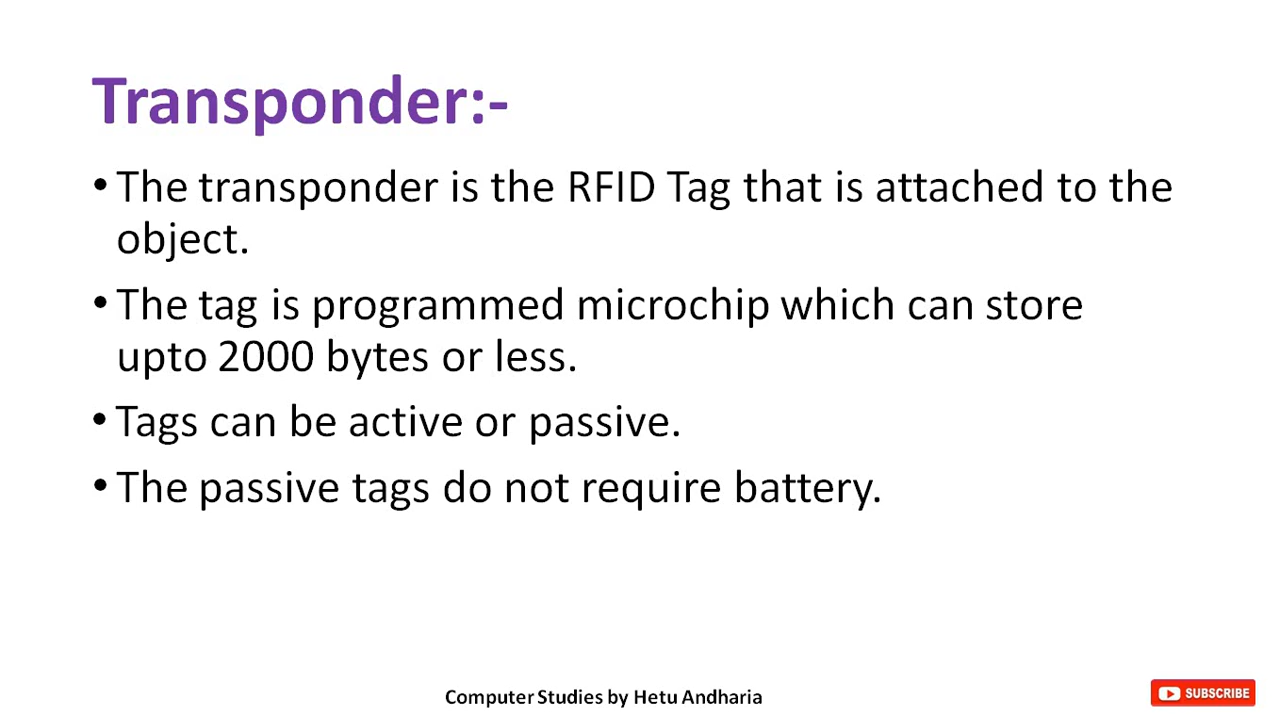 Transponder:-
• The transponder is the RFID Tag that is attached to the
object.
• The tag is programmed microchip which can store
upto 2000 bytes or less.
• Tags can be active or passive.
• The passive tags do not require battery.
Computer Studies by Hetu Andharia
SUBSCRIBE